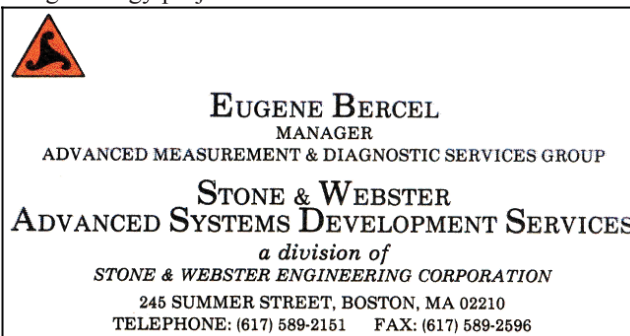 EUGENE BERCEL
MANAGER
ADVANCED MEASUREMENT & DIAGNOSTIC SERVICES GROUP
STONE & WEBSTER
ADVANCED SYSTEMS DEVELOPMENT SERVICES
a division of
STONE & WEBSTER ENGINEERING CORPORATION
245 SUMMER STREET, BOSTON, MA 02210
TELEPHONE: (617) 589-2151 FAX: (617) 589-2596